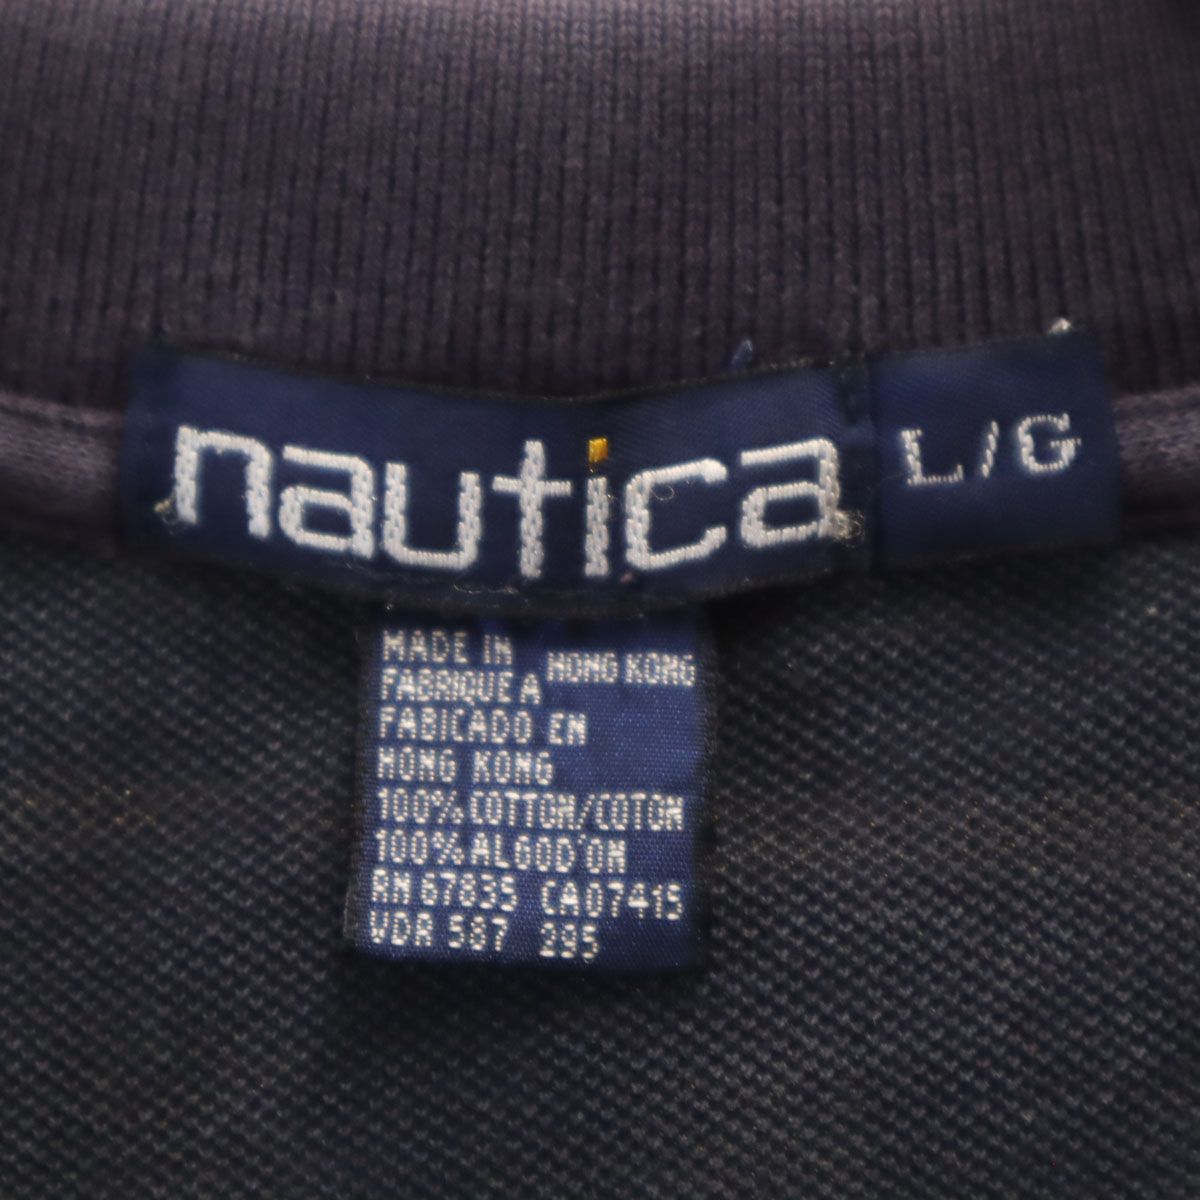 nautica L/G
MADE IN HONG KONG
FABRIQUE A
FABICADO EN
HONG KONG
100% COTTON/COTON
100% ALGOD'ON
RN 67835 CA07415
VDR 587 295